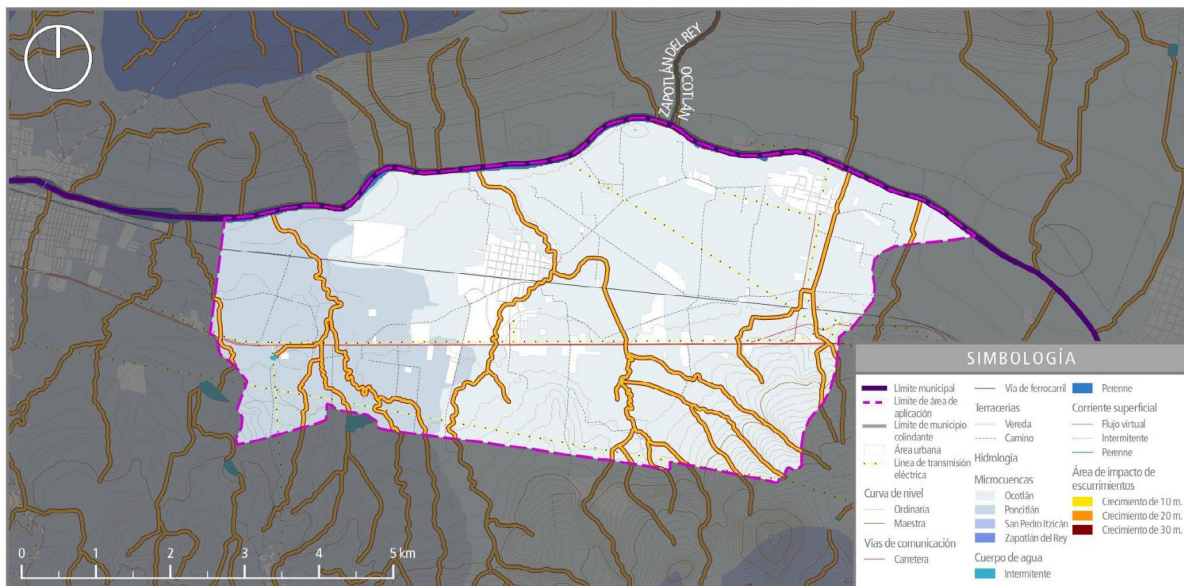 ZAPOTLÁN DEL REY
OCOTLÁN
0 1 2 3 4 5 km
SIMBOLOGÍA
Límite municipal
Límite de área de aplicación
Límite de municipio colindante
Área urbana
Línea de transmisión eléctrica
Curva de nivel
Ordinaria
Maestra
Vías de comunicación
Carretera
Vía de ferrocarril
Terracerías
Vereda
Camino
Hidrología
Microcuencas
Ocotlán
Poncitlán
San Pedro Itzicán
Zapotlán del Rey
Cuerpo de agua
Intermitente
Perenne
Corriente superficial
Flujo virtual
Intermitente
Perenne
Área de impacto de escurrimientos
Crecimiento de 10 m.
Crecimiento de 20 m.
Crecimiento de 30 m.